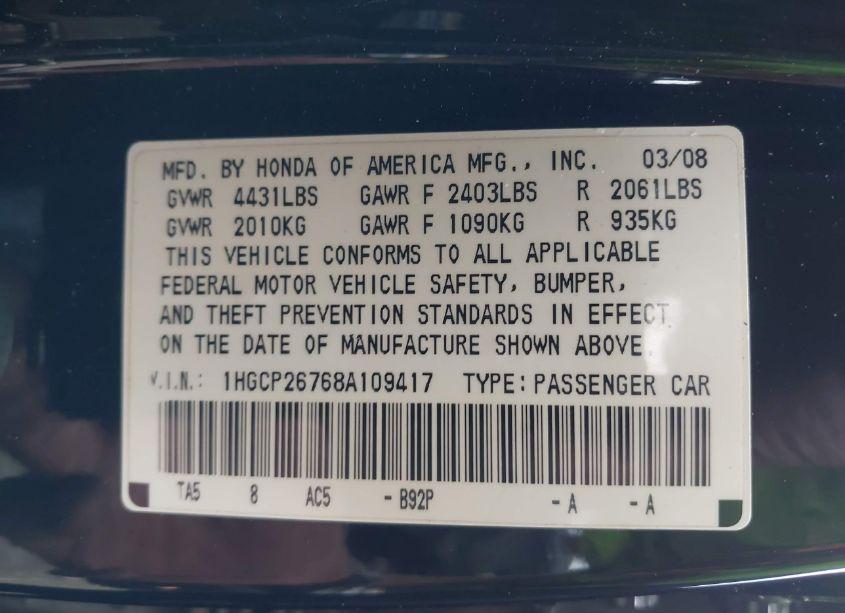 MFD. BY HONDA OF AMERICA MFG., INC. 03/08
GVWR 4431LBS GAWR F 2403LBS R 2061LBS
GVWR 2010KG GAWR F 1090KG R 935KG
THIS VEHICLE CONFORMS TO ALL APPLICABLE
FEDERAL MOTOR VEHICLE SAFETY, BUMPER,
AND THEFT PREVENTION STANDARDS IN EFFECT
ON THE DATE OF MANUFACTURE SHOWN ABOVE.
V.I.N.: 1HGCP26768A109417 TYPE: PASSENGER CAR
TA5 8 AC5 - B92P - A - A